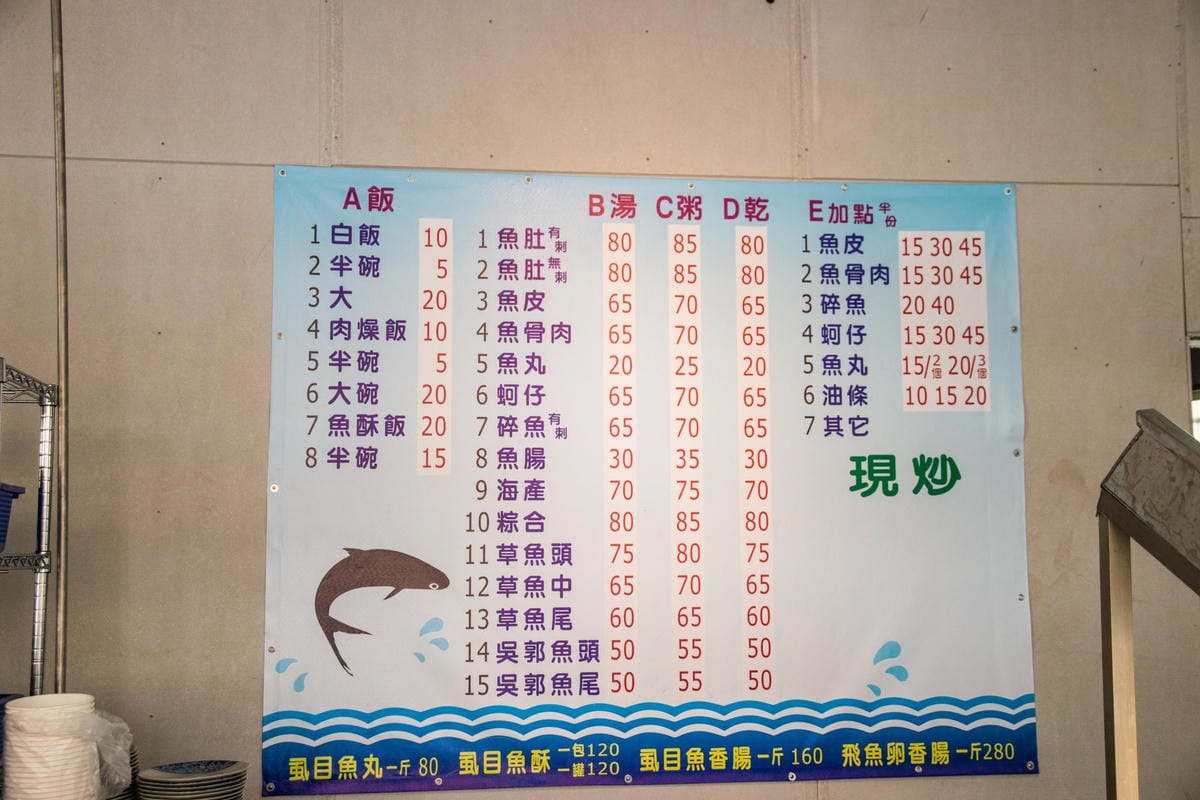 A飯
1 白飯 10
2 半碗 5
3 大 20
4 肉燥飯 10
5 半碗 5
6 大碗 20
7 魚酥飯 20
8 半碗 15
B湯 C粥 D乾
1 魚肚有刺 80 85 80
2 魚肚無刺 80 85 80
3 魚皮 65 70 65
4 魚骨肉 65 70 65
5 魚丸 20 25 20
6 蚵仔 65 70 65
7 碎魚有刺 65 70 65
8 魚腸 30 35 30
9 海產 70 75 70
10 粽合 80 85 80
11 草魚頭 75 80 75
12 草魚中 65 70 65
13 草魚尾 60 65 60
14 吳郭魚頭 50 55 50
15 吳郭魚尾 50 55 50
E加點半份
1 魚皮 15 30 45
2 魚骨肉 15 30 45
3 碎魚 20 40
4 蚵仔 15 30 45
5 魚丸 15/2個 20/3個
6 油條 10 15 20
7 其它
現炒
虱目魚丸一斤 80 虱目魚酥一包120 一罐120 虱目魚香腸一斤 160 飛魚卵香腸一斤280